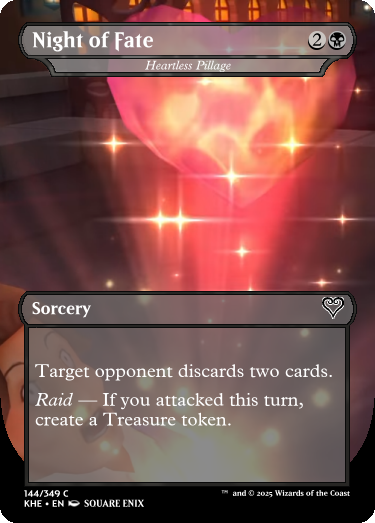 Night of Fate 2
Heartless Pillage
Sorcery
Target opponent discards two cards.
Raid — If you attacked this turn,
create a Treasure token.
144/349 C
KHE • EN SQUARE ENIX
™ and © 2025 Wizards of the Coast